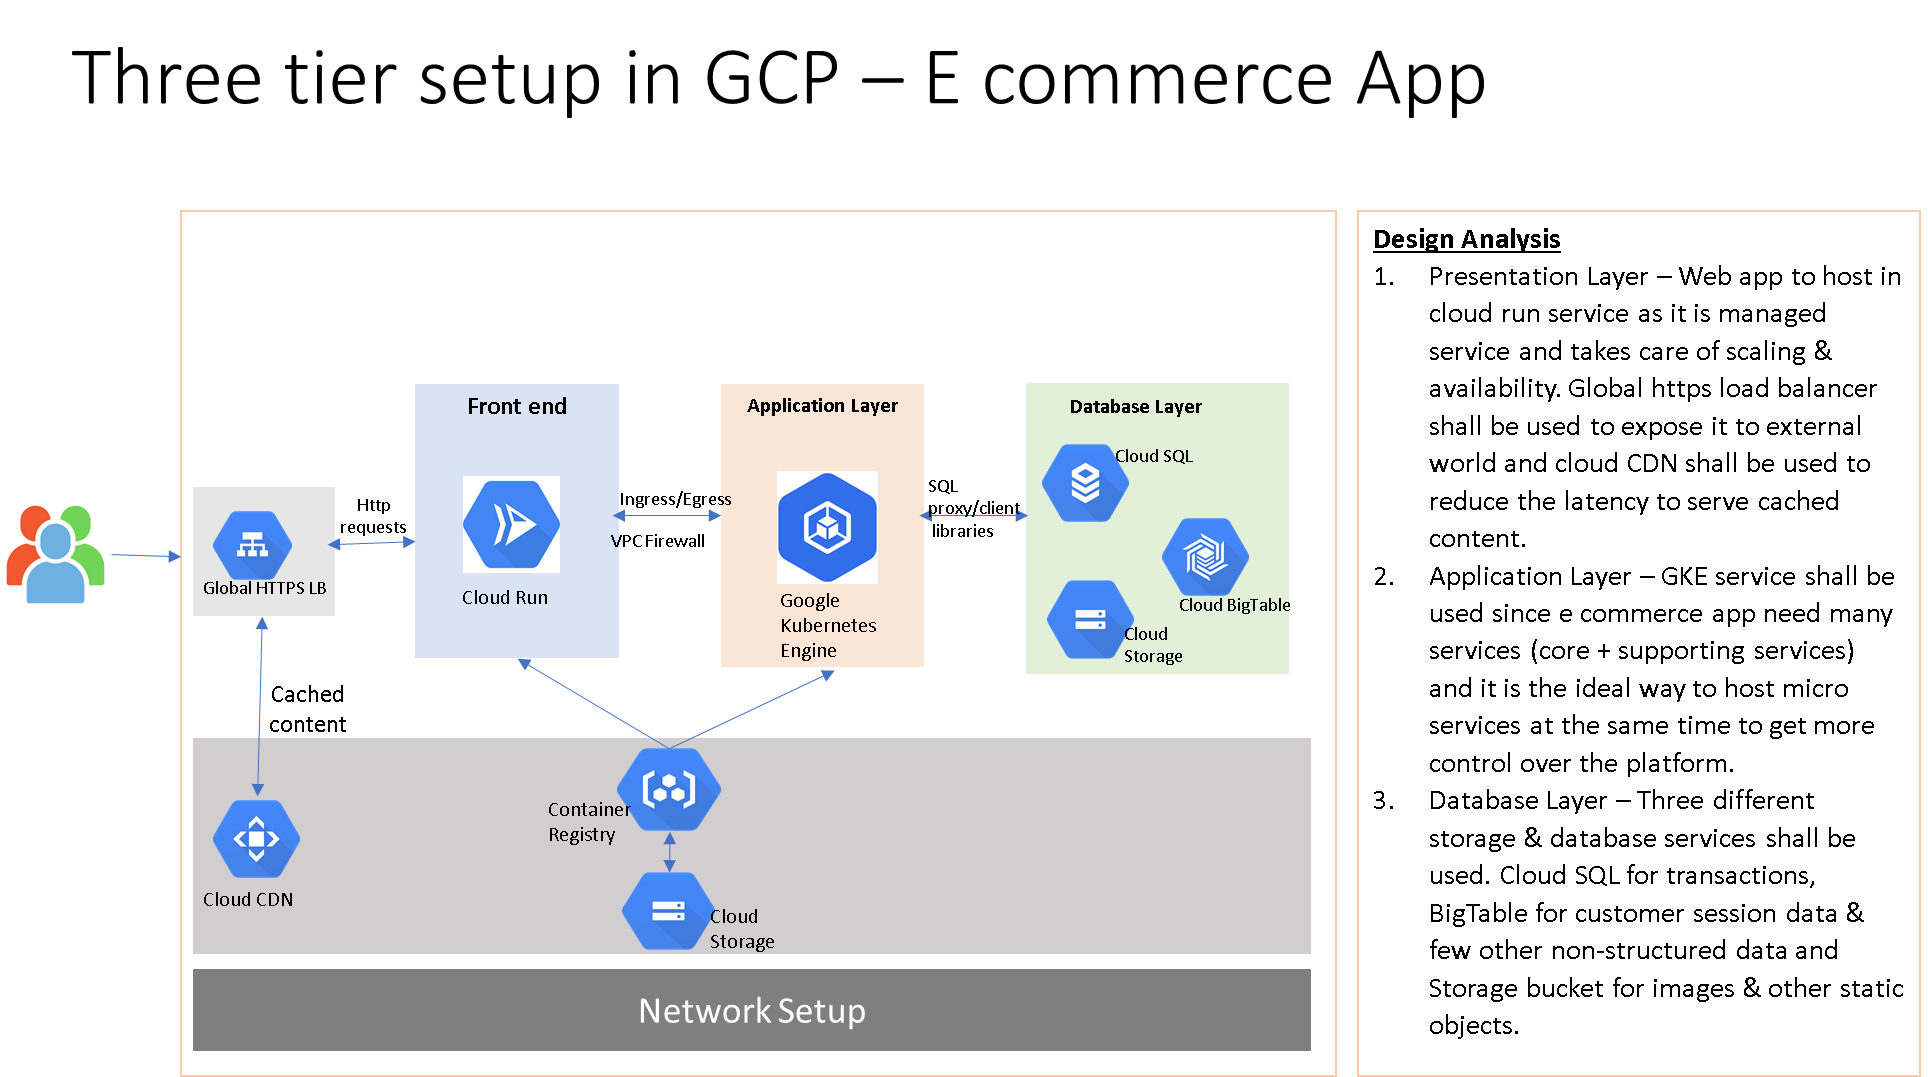 Three tier setup in GCP – E commerce App
Front end
Application Layer
Database Layer
Cloud SQL
Ingress/Egress
SQL
proxy/client
libraries
Http
requests
VPC Firewall
Global HTTPS LB
Cloud Run
Google
Kubernetes
Engine
Cloud BigTable
Cloud
Storage
Cached
content
Container
Registry
Cloud CDN
Cloud
Storage
Network Setup
Design Analysis
1. Presentation Layer – Web app to host in
cloud run service as it is managed
service and takes care of scaling &
availability. Global https load balancer
shall be used to expose it to external
world and cloud CDN shall be used to
reduce the latency to serve cached
content.
2. Application Layer – GKE service shall be
used since e commerce app need many
services (core + supporting services)
and it is the ideal way to host micro
services at the same time to get more
control over the platform.
3. Database Layer – Three different
storage & database services shall be
used. Cloud SQL for transactions,
BigTable for customer session data &
few other non-structured data and
Storage bucket for images & other static
objects.